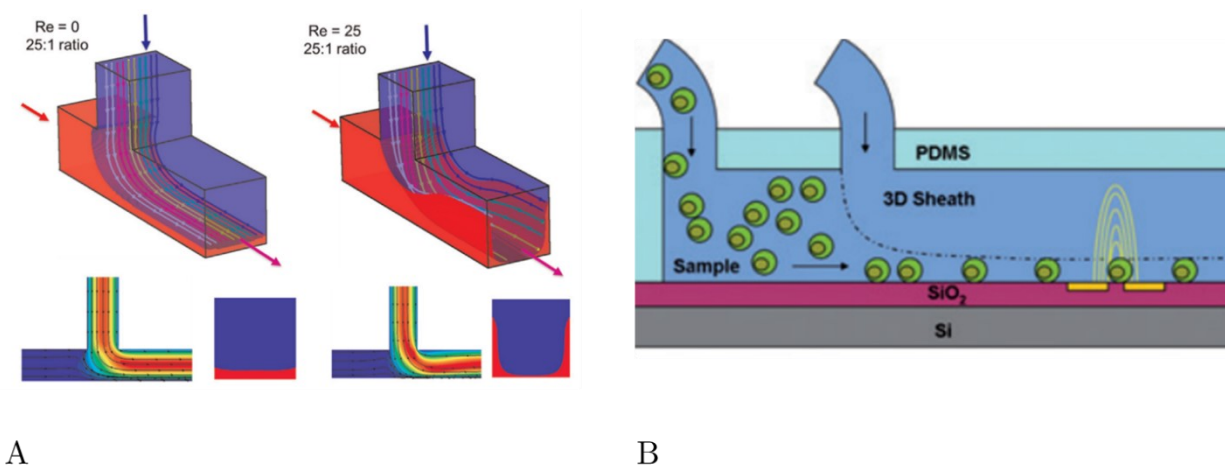 Re = 0
25:1 ratio
Re = 25
25:1 ratio
PDMS
3D Sheath
Sample
SiO₂
Si
A
B